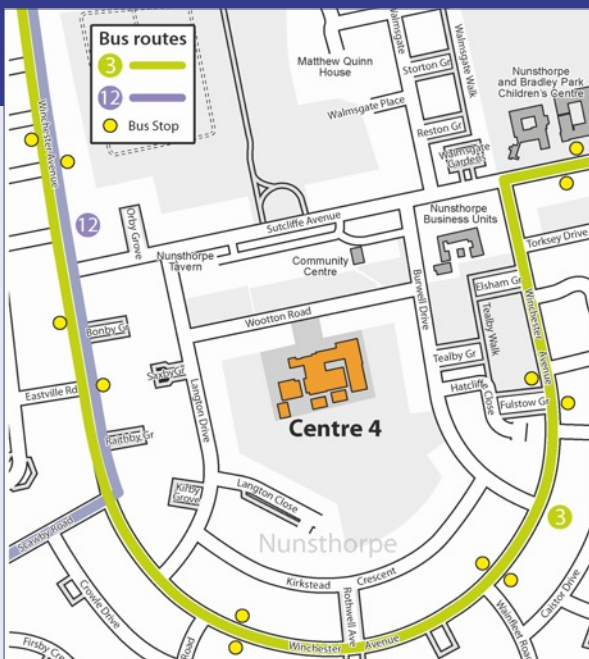 Bus routes
3
12
Bus Stop
Winchester Avenue
12
Matthew Quinn
House
Walmsgate
Walmsgate Walk
Storton Gr
Walmsgate Place
Reston Gr
Walmsgate
Gardens
Nunsthorpe
and Bradley Park
Children's Centre
Orby Grove
Sutcliffe Avenue
Nunsthorpe
Tavern
Community
Centre
Nunsthorpe
Business Units
Torksey Drive
Elsham Gr
Wootton Road
Burwell Drive
Tealby Walk
Winchester Avenue
Bonby Gr
Tealby Gr
Saxby Gr
Hatcliffe Close
Eastville Rd
Langton Drive
Fulstow Gr
Centre 4
Raithby Gr
Kirby
Grove
Langton Close
3
Scawby Road
Nunsthorpe
Crowle Drive
Kirkstead Crescent
Rothwell Ave
Wainfleet Road
Caistor Drive
Road
Winchester Avenue
Firsby Cre